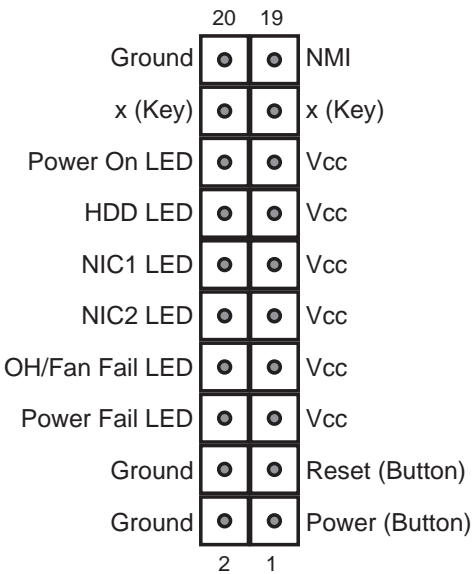 20 19
Ground NMI
x (Key) x (Key)
Power On LED Vcc
HDD LED Vcc
NIC1 LED Vcc
NIC2 LED Vcc
OH/Fan Fail LED Vcc
Power Fail LED Vcc
Ground Reset (Button)
Ground Power (Button)
2 1